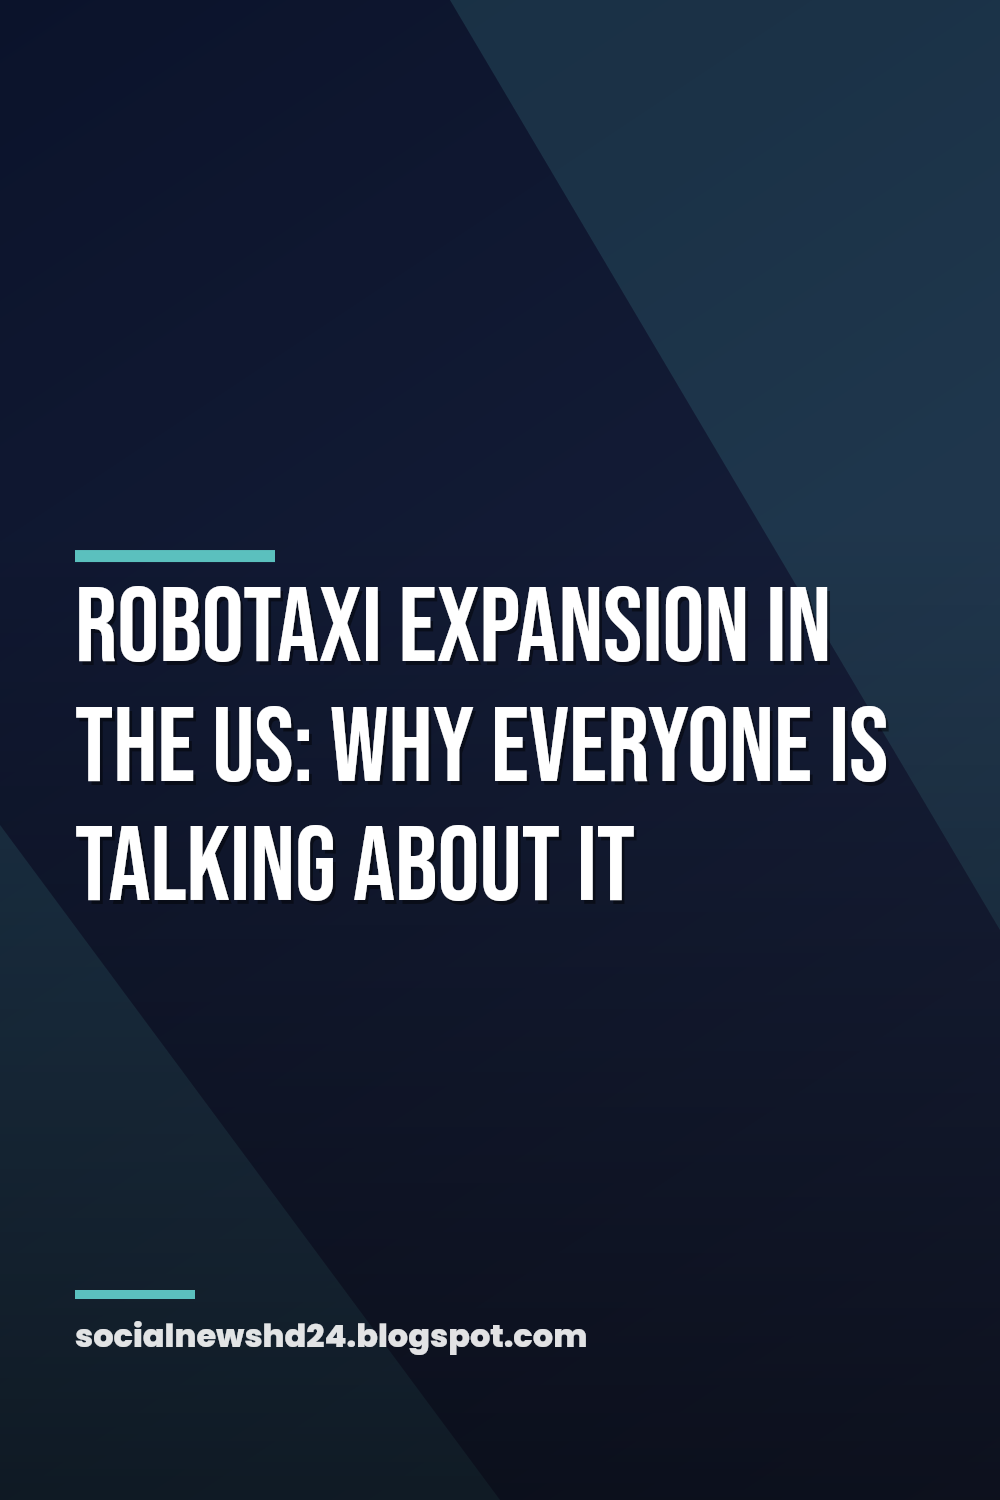 ROBOTAXI EXPANSION IN
THE US: WHY EVERYONE IS
TALKING ABOUT IT
socialnewshd24.blogspot.com